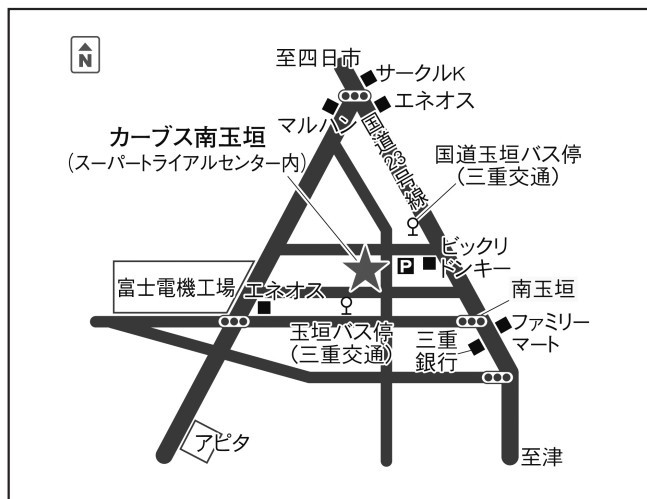 N
至四日市
サークルK
エネオス
マルハン
国道23号線
カーブス南玉垣
(スーパートライアルセンター内)
国道玉垣バス停
(三重交通)
P
ビックリ
ドンキー
富士電機工場
エネオス
南玉垣
玉垣バス停
(三重交通)
ファミリー
マート
三重
銀行
アピタ
至津